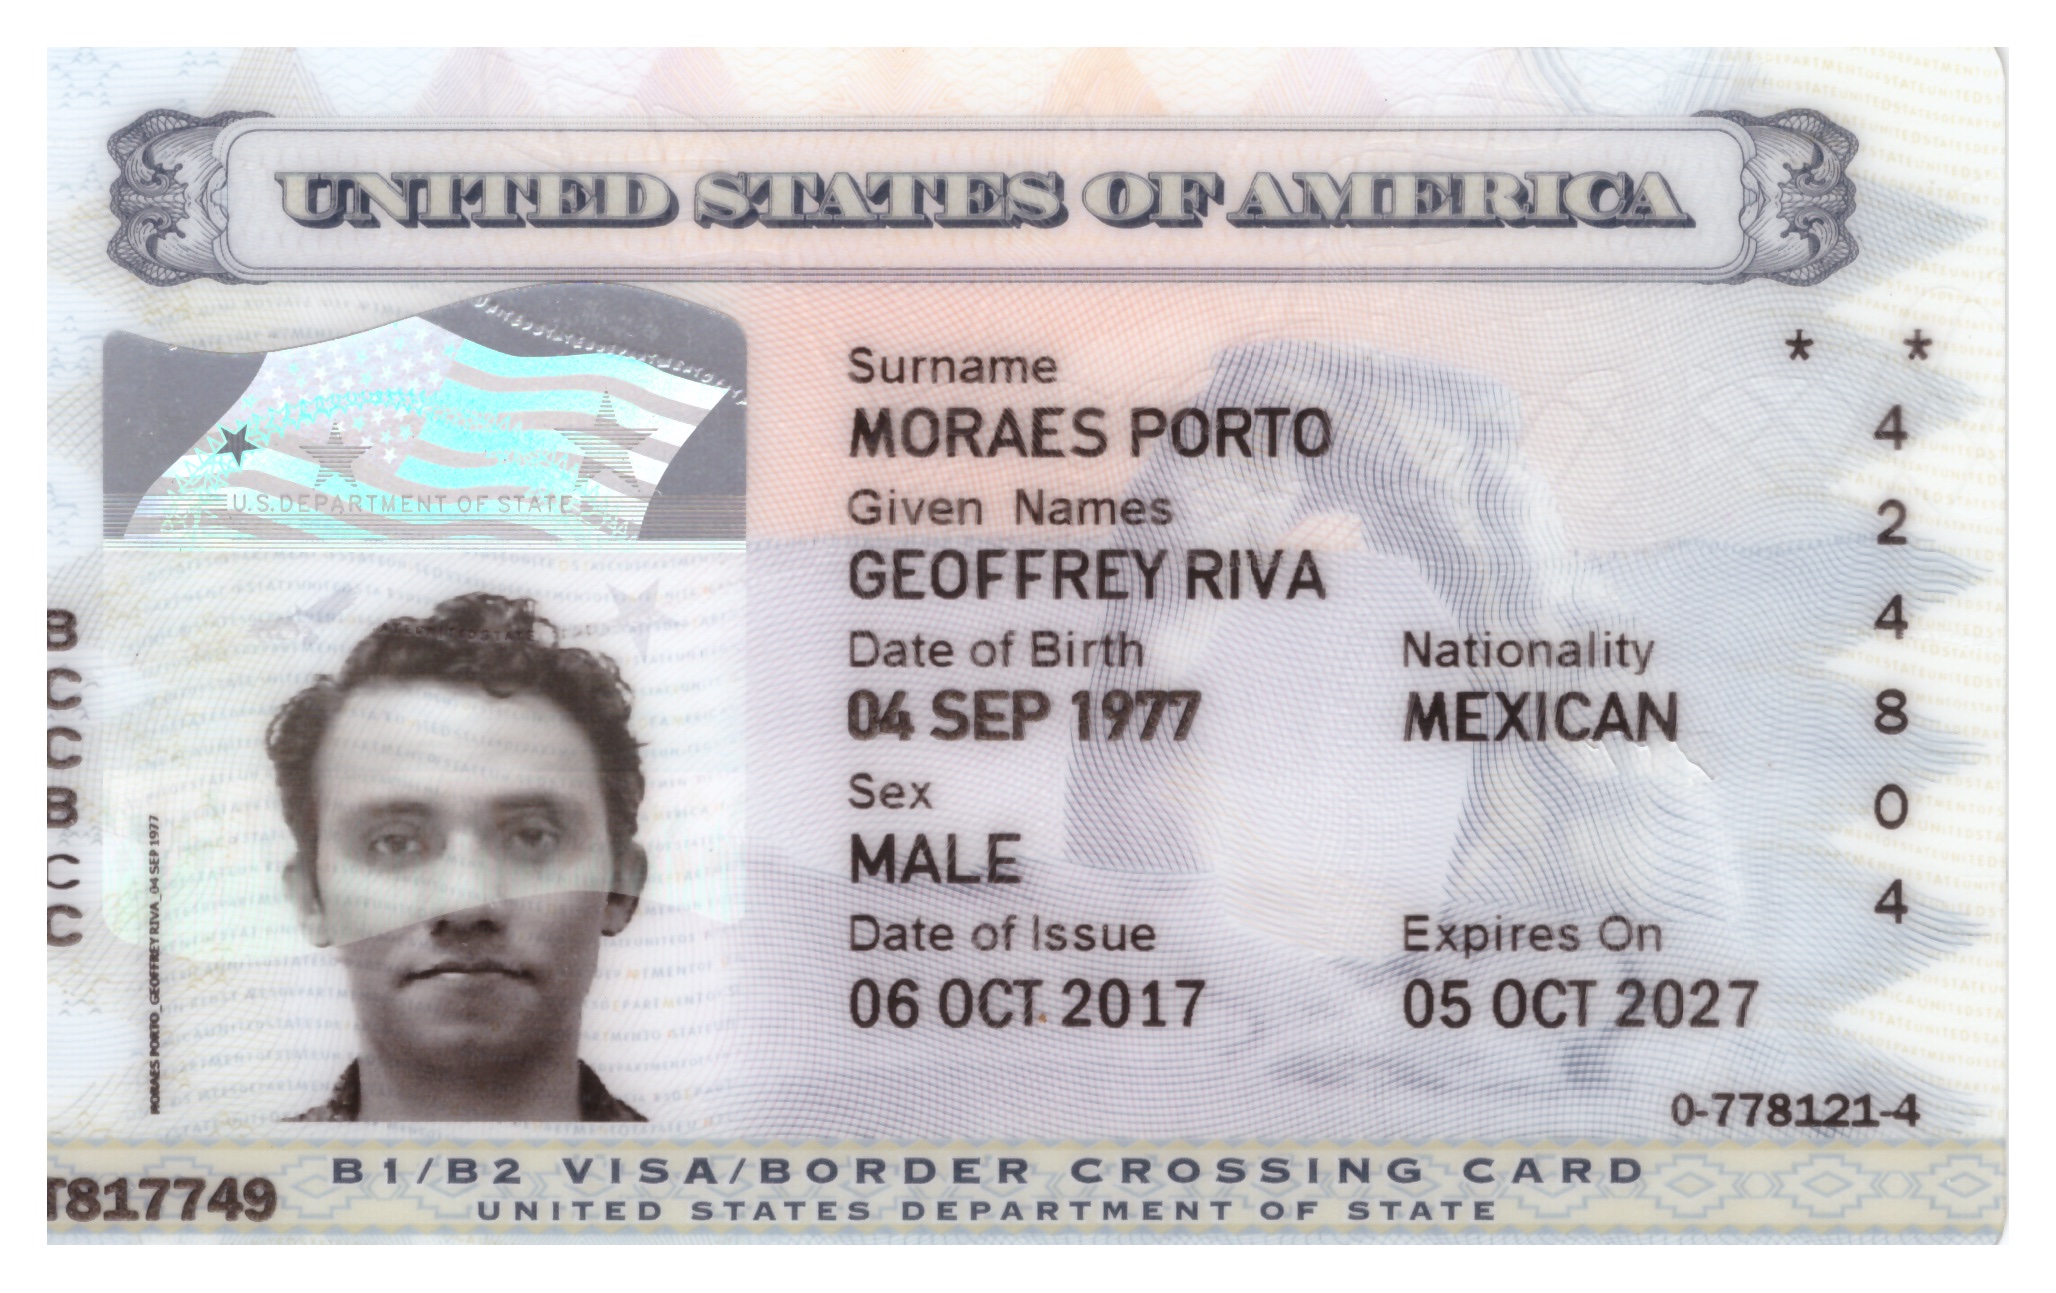 UNITED STATES OF AMERICA
U.S. DEPARTMENT OF STATE
Surname
MORAES PORTO
Given Names
GEOFFREY RIVA
Date of Birth
04 SEP 1977
Nationality
MEXICAN
Sex
MALE
Date of Issue
06 OCT 2017
Expires On
05 OCT 2027
* *
4
2
4
8
0
4
0-778121-4
B
C
C
B
C
C
MORAES PORTO_GEOFFREY RIVA_04 SEP 1977
T817749
B1/B2 VISA/BORDER CROSSING CARD
UNITED STATES DEPARTMENT OF STATE